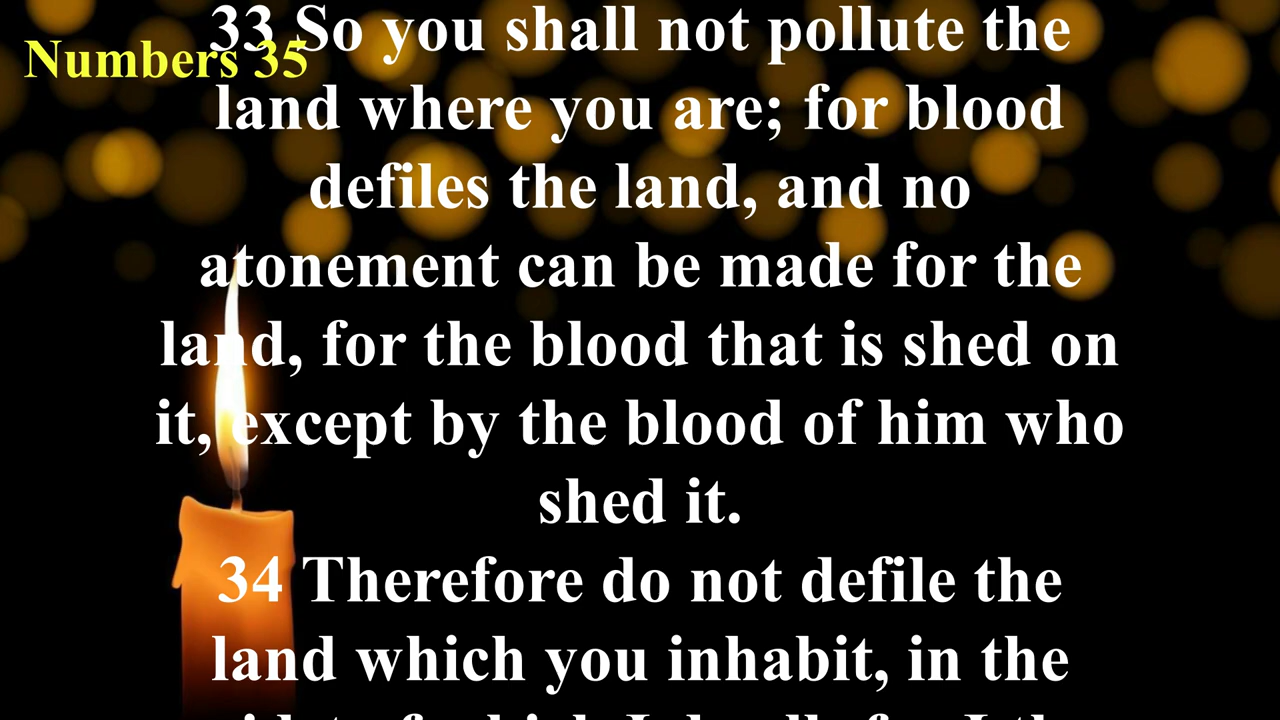 Numbers 35
33 So you shall not pollute the
land where you are; for blood
defiles the land, and no
atonement can be made for the
land, for the blood that is shed on
it, except by the blood of him who
shed it.
34 Therefore do not defile the
land which you inhabit, in the